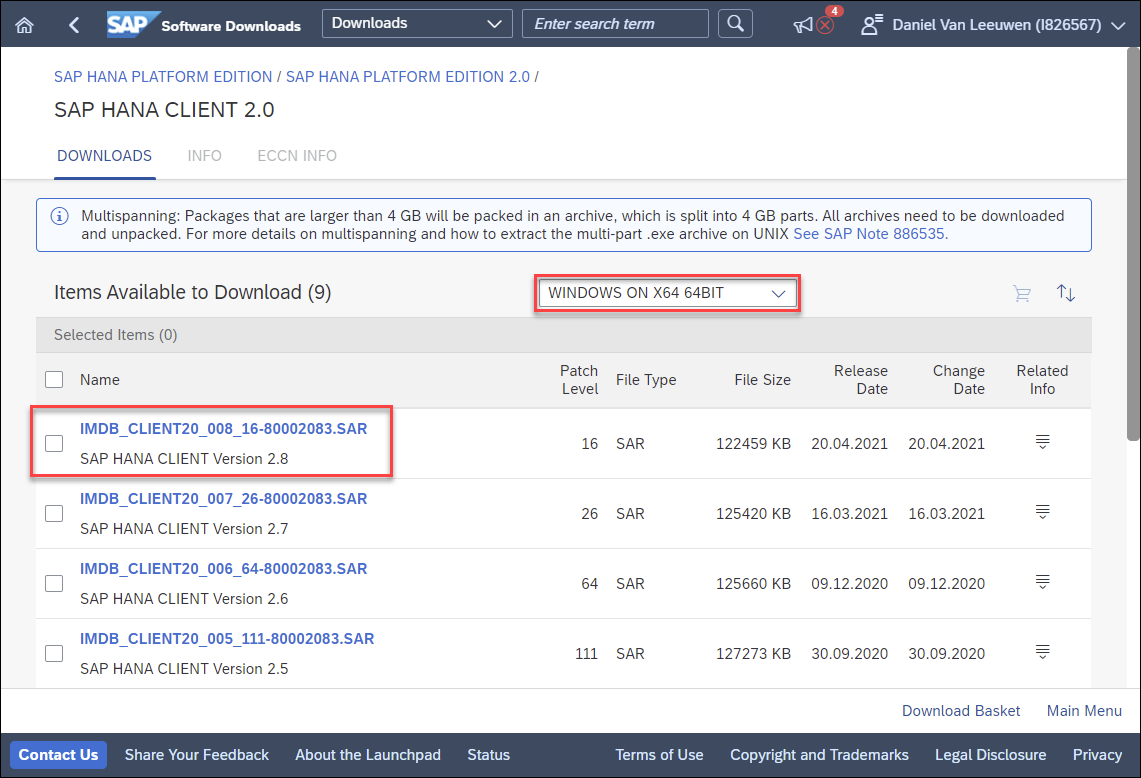 SAP Software Downloads
Downloads
Enter search term
4
Daniel Van Leeuwen (I826567)
SAP HANA PLATFORM EDITION / SAP HANA PLATFORM EDITION 2.0 /
SAP HANA CLIENT 2.0
DOWNLOADS INFO ECCN INFO
Multispanning: Packages that are larger than 4 GB will be packed in an archive, which is split into 4 GB parts. All archives need to be downloaded
and unpacked. For more details on multispanning and how to extract the multi-part .exe archive on UNIX See SAP Note 886535.
Items Available to Download (9)
WINDOWS ON X64 64BIT
Selected Items (0)
Name Patch Level File Type File Size Release Date Change Date Related Info
IMDB_CLIENT20_008_16-80002083.SAR
SAP HANA CLIENT Version 2.8
16 SAR 122459 KB 20.04.2021 20.04.2021
IMDB_CLIENT20_007_26-80002083.SAR
SAP HANA CLIENT Version 2.7
26 SAR 125420 KB 16.03.2021 16.03.2021
IMDB_CLIENT20_006_64-80002083.SAR
SAP HANA CLIENT Version 2.6
64 SAR 125660 KB 09.12.2020 09.12.2020
IMDB_CLIENT20_005_111-80002083.SAR
SAP HANA CLIENT Version 2.5
111 SAR 127273 KB 30.09.2020 30.09.2020
Download Basket Main Menu
Contact Us Share Your Feedback About the Launchpad Status Terms of Use Copyright and Trademarks Legal Disclosure Privacy